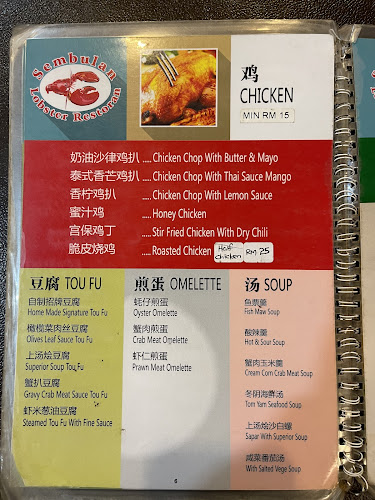 Sembulan
Lobster Restoran
鸡
CHICKEN
MIN RM 15
奶油沙律鸡扒 .... Chicken Chop With Butter & Mayo
泰式香芒鸡扒 .... Chicken Chop With Thai Sauce Mango
香柠鸡扒 .... Chicken Chop With Lemon Sauce
蜜汁鸡 .... Honey Chicken
宫保鸡丁 .... Stir Fried Chicken With Dry Chili
脆皮烧鸡 .... Roasted Chicken Half chicken RM 25
豆腐 TOU FU
自制招牌豆腐
Home Made Signature Tou Fu
橄榄菜肉丝豆腐
Olives Leaf Sauce Tou Fu
上汤烩豆腐
Superior Soup Tou Fu
蟹扒豆腐
Gravy Crab Meat Sauce Tou Fu
虾米葱油豆腐
Steamed Tou Fu With Fine Sauce
煎蛋 OMELETTE
蚝仔煎蛋
Oyster Omelette
蟹肉煎蛋
Crab Meat Omelette
虾仁煎蛋
Prawn Meat Omelette
汤 SOUP
鱼票羹
Fish Maw Soup
酸辣羹
Hot & Sour Soup
蟹肉玉米羹
Cream Corn Crab Meat Soup
冬阴海鲜汤
Tom Yam Seafood Soup
上汤烩沙白螺
Sapar With Superior Soup
咸菜番茄汤
With Salted Vege Soup